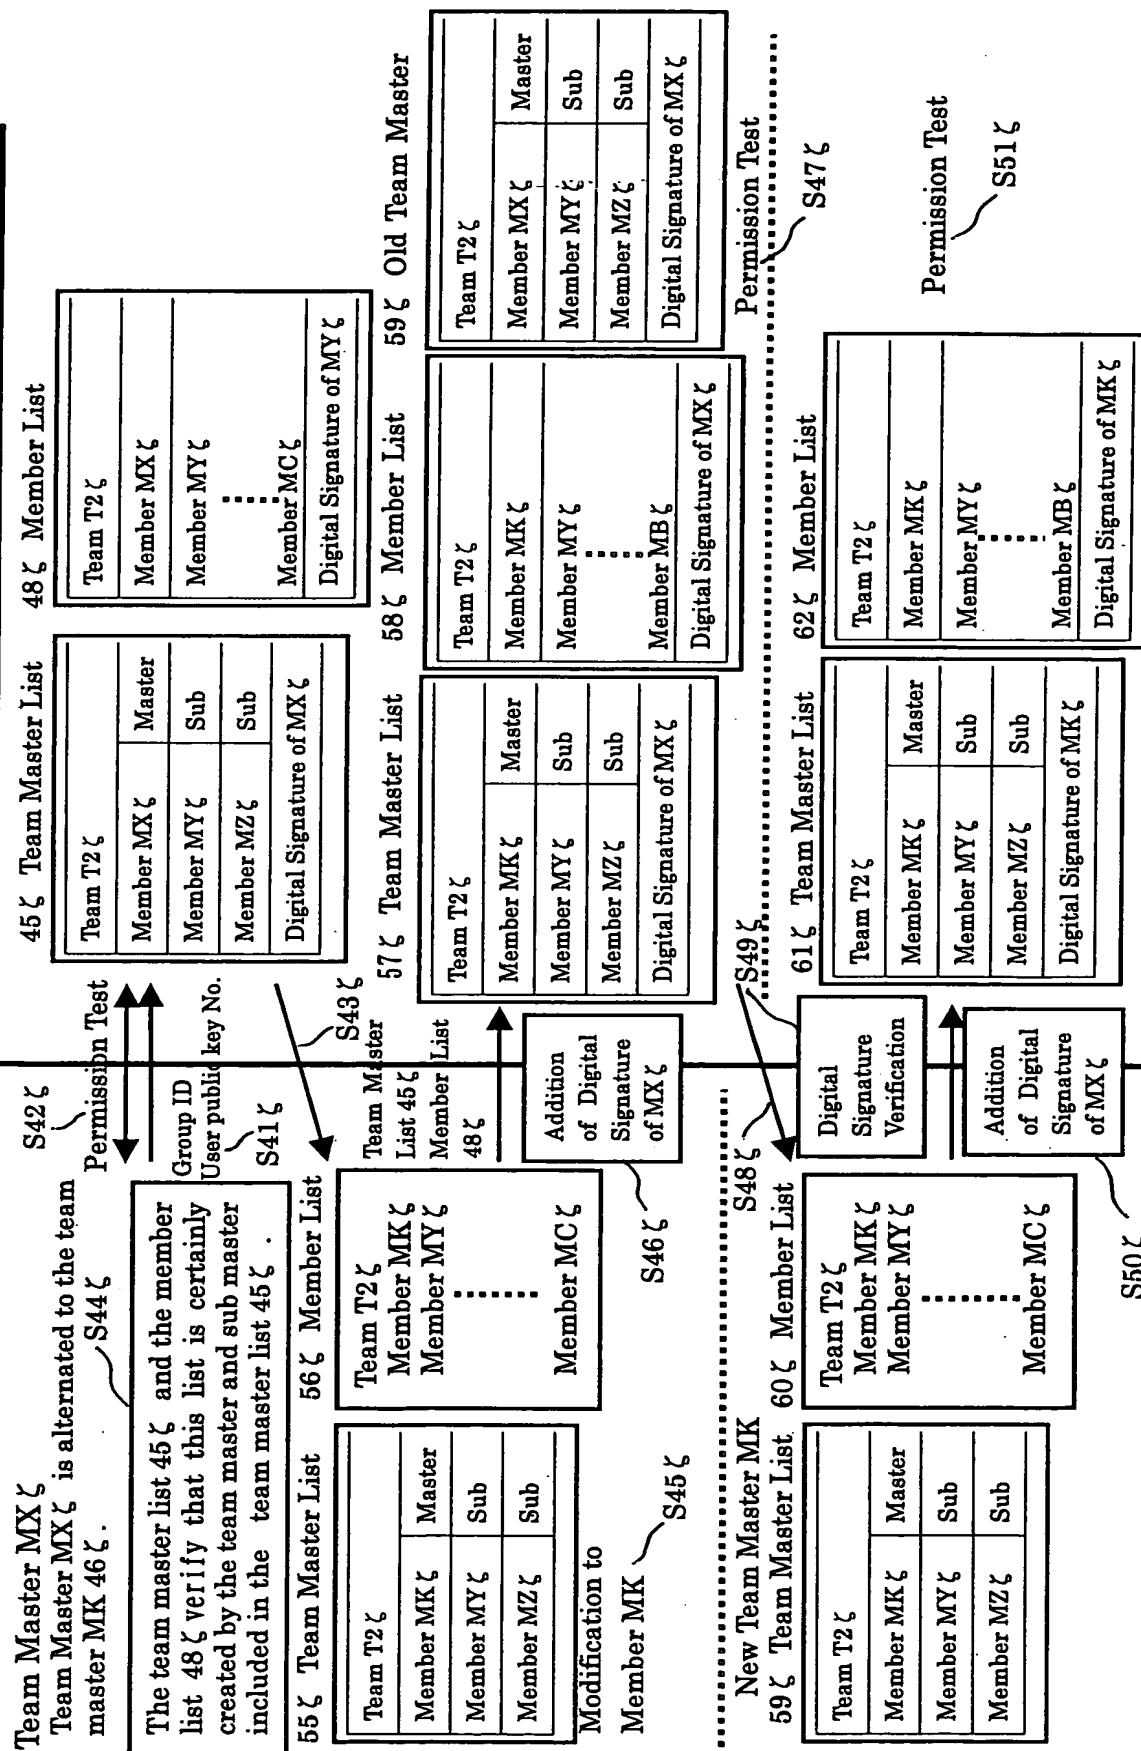 Team Master MXζ
Team Master MXζ is alternated to the team
master MK 46ζ.
S44ζ
The team master list 45ζ and the member
list 48ζ verify that this list is certainly
created by the team master and sub master
included in the team master list 45ζ.
S42ζ
Permission Test
Group ID
User public key No.
S41ζ
S43ζ
45ζ Team Master List
Team T2ζ
Member MXζ Master
Member MYζ Sub
Member MZζ Sub
Digital Signature of MXζ
48ζ Member List
Team T2ζ
Member MXζ
Member MYζ
Member MCζ
Digital Signature of MYζ
55ζ Team Master List
Team T2ζ
Member MKζ Master
Member MYζ Sub
Member MZζ Sub
Modification to
Member MK
S45ζ
56ζ Member List
Team T2ζ
Member MKζ
Member MYζ
Member MCζ
Team Master
List 45ζ
Member List
48ζ
Addition
of Digital
Signature
of MXζ
S46ζ
57ζ Team Master List
Team T2ζ
Member MKζ Master
Member MYζ Sub
Member MZζ Sub
Digital Signature of MXζ
58ζ Member List
Team T2ζ
Member MKζ
Member MYζ
Member MBζ
Digital Signature of MXζ
59ζ Old Team Master
Team T2ζ
Member MXζ Master
Member MYζ Sub
Member MZζ Sub
Digital Signature of MXζ
Permission Test
S47ζ
New Team Master MK
59ζ Team Master List
Team T2ζ
Member MKζ Master
Member MYζ Sub
Member MZζ Sub
60ζ Member List
Team T2ζ
Member MKζ
Member MYζ
Member MCζ
S48ζ
S49ζ
Digital
Signature
Verification
Addition
of Digital
Signature
of MXζ
S50ζ
61ζ Team Master List
Team T2ζ
Member MKζ Master
Member MYζ Sub
Member MZζ Sub
Digital Signature of MKζ
62ζ Member List
Team T2ζ
Member MKζ
Member MYζ
Member MBζ
Digital Signature of MKζ
Permission Test
S51ζ